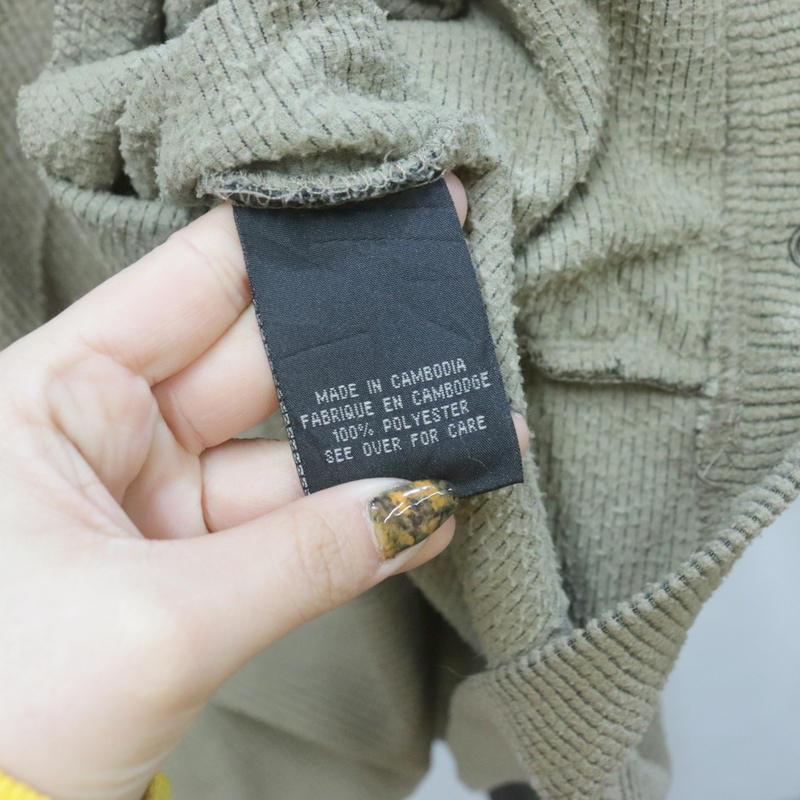 MADE IN CAMBODIA
FABRIQUE EN CAMBODGE
100% POLYESTER
SEE OVER FOR CARE